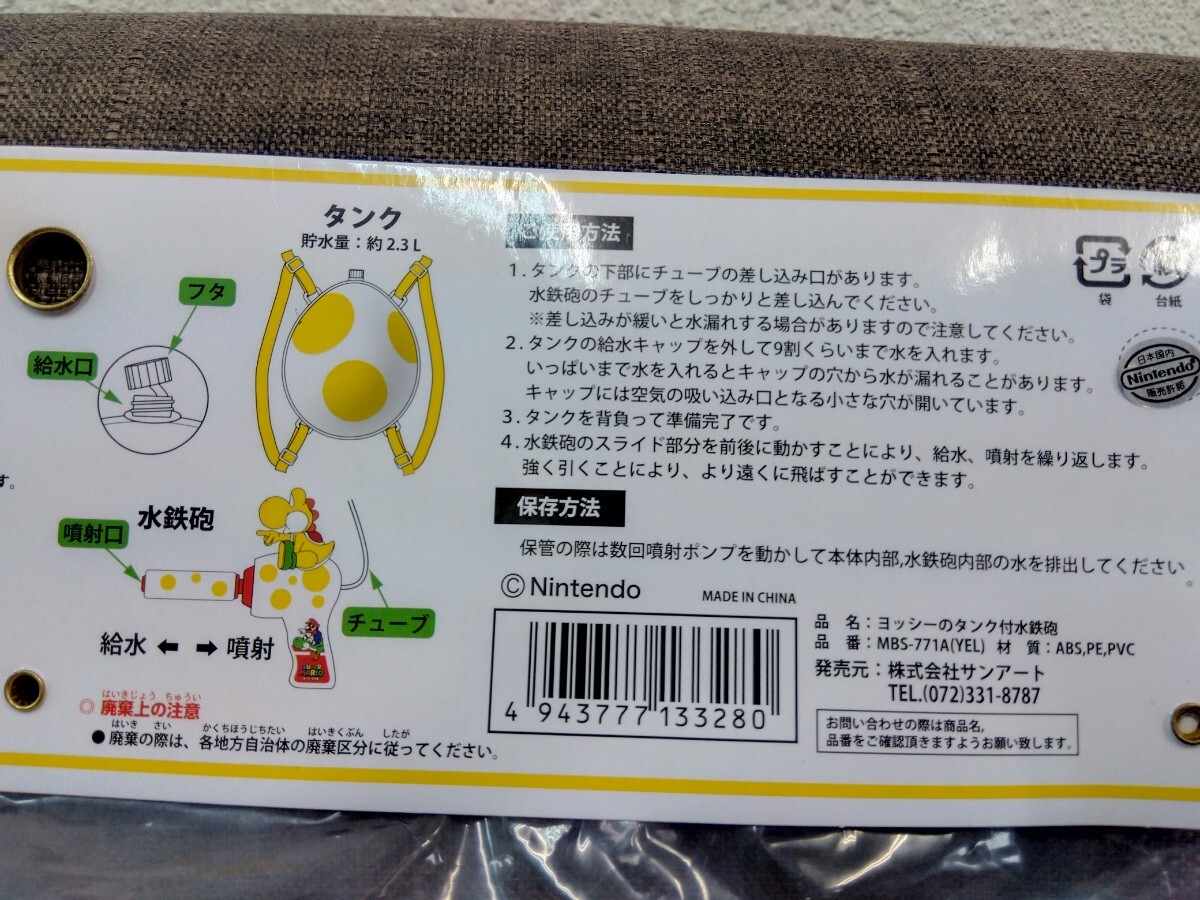 タンク
貯水量：約2.3L
フタ
給水口
す。
水鉄砲
噴射口
チューブ
給水 ← → 噴射
SUPER
MARIO
はいきじょう ちゅうい
◎ 廃棄上の注意
はいき さい かくちほうじちたい はいきくぶん したが
●廃棄の際は、各地方自治体の廃棄区分に従ってください。
方法
1. タンクの下部にチューブの差し込み口があります。
水鉄砲のチューブをしっかりと差し込んでください。
※差し込みが緩いと水漏れする場合がありますので注意してください。
2. タンクの給水キャップを外して9割くらいまで水を入れます。
いっぱいまで水を入れるとキャップの穴から水が漏れることがあります。
キャップには空気の吸い込み口となる小さな穴が開いています。
3. タンクを背負って準備完了です。
4. 水鉄砲のスライド部分を前後に動かすことにより、給水、噴射を繰り返します。
強く引くことにより、より遠くに飛ばすことができます。
保存方法
保管の際は数回噴射ポンプを動かして本体内部,水鉄砲内部の水を排出してください。
©Nintendo
MADE IN CHINA
4 943777 133280
品 名：ヨッシーのタンク付水鉄砲
品 番：MBS-771A(YEL) 材 質：ABS,PE,PVC
発売元：株式会社サンアート
TEL.(072)331-8787
お問い合わせの際は商品名,
品番をご確認頂きますようお願い致します。
プラ
袋
台紙
日本国内
Nintendo
販売許諾